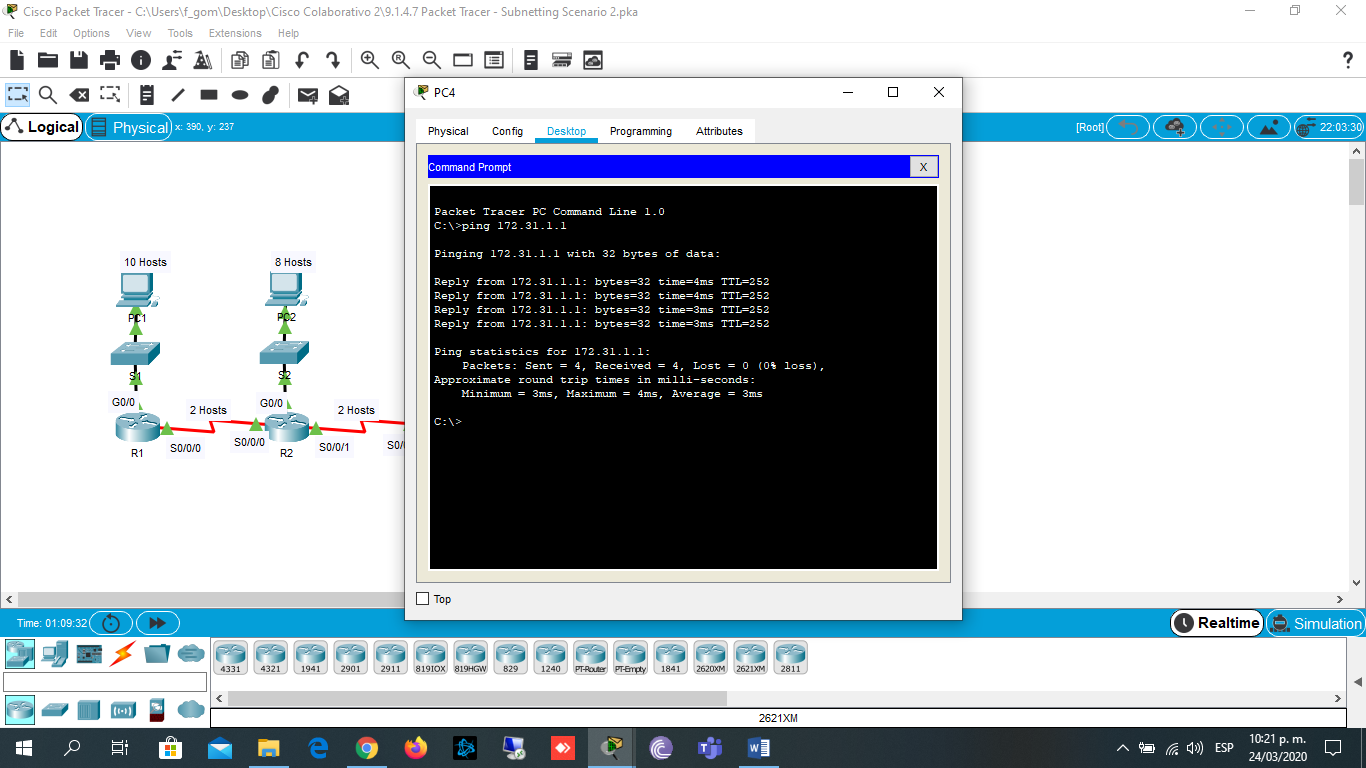 Cisco Packet Tracer - C:\Users\f_gom\Desktop\Cisco Colaborativo 2\9.1.4.7 Packet Tracer - Subnetting Scenario 2.pka
File Edit Options View Tools Extensions Help
Logical Physical x: 390, y: 237 [Root] 22:03:30
PC4
Physical Config Desktop Programming Attributes
Command Prompt X
Packet Tracer PC Command Line 1.0
C:\>ping 172.31.1.1
Pinging 172.31.1.1 with 32 bytes of data:
Reply from 172.31.1.1: bytes=32 time=4ms TTL=252
Reply from 172.31.1.1: bytes=32 time=4ms TTL=252
Reply from 172.31.1.1: bytes=32 time=3ms TTL=252
Reply from 172.31.1.1: bytes=32 time=3ms TTL=252
Ping statistics for 172.31.1.1:
Packets: Sent = 4, Received = 4, Lost = 0 (0% loss),
Approximate round trip times in milli-seconds:
Minimum = 3ms, Maximum = 4ms, Average = 3ms
C:\>
Top
10 Hosts 8 Hosts
PC1 PC2
S1 S2
G0/0 G0/0
2 Hosts 2 Hosts
S0/0/0 S0/0/0 S0/0/1 S0/
R1 R2
Time: 01:09:32 Realtime Simulation
4331 4321 1941 2901 2911 819IOX 819HGW 829 1240 PT-Router PT-Empty 1841 2620XM 2621XM 2811
2621XM
ESP 10:21 p. m.
24/03/2020